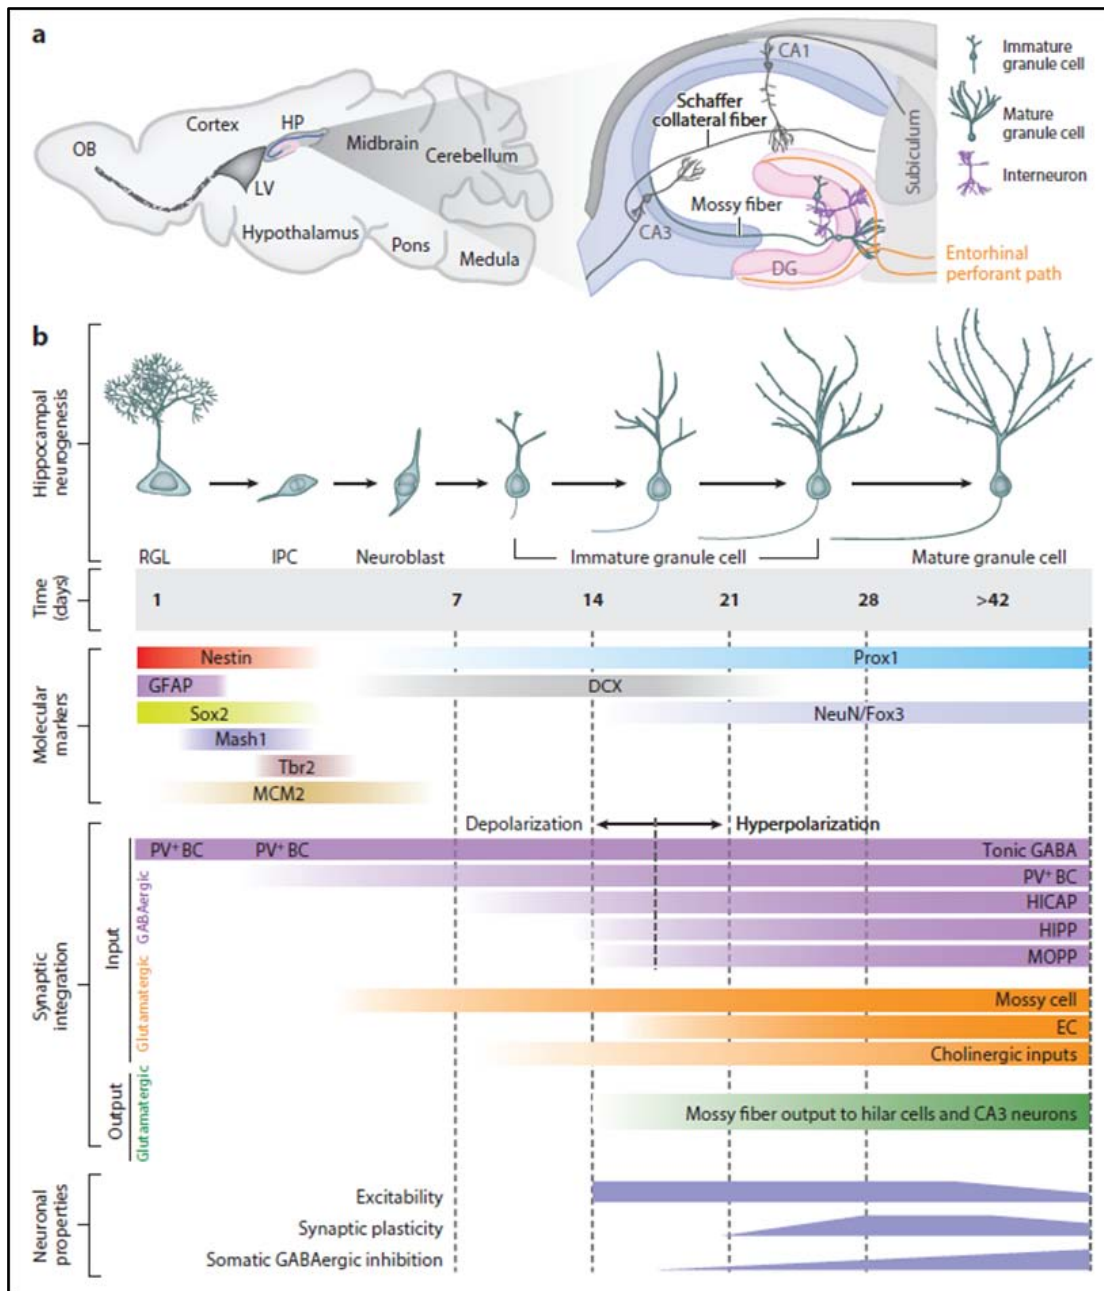 a
OB
Cortex
HP
LV
Midbrain
Cerebellum
Hypothalamus
Pons
Medula
CA1
Schaffer
collateral fiber
Mossy fiber
CA3
DG
Subiculum
Immature
granule cell
Mature
granule cell
Interneuron
Entorhinal
perforant path
b
Hippocampal
neurogenesis
RGL
IPC
Neuroblast
Immature granule cell
Mature granule cell
Time
(days)
1
7
14
21
28
>42
Molecular
markers
Nestin
Prox1
GFAP
DCX
Sox2
NeuN/Fox3
Mash1
Tbr2
MCM2
Synaptic
integration
Input
GABAergic
Glutamatergic
Depolarization
Hyperpolarization
PV+ BC
PV+ BC
Tonic GABA
PV+ BC
HICAP
HIPP
MOPP
Mossy cell
EC
Cholinergic inputs
Output
Glutamatergic
Mossy fiber output to hilar cells and CA3 neurons
Neuronal
properties
Excitability
Synaptic plasticity
Somatic GABAergic inhibition